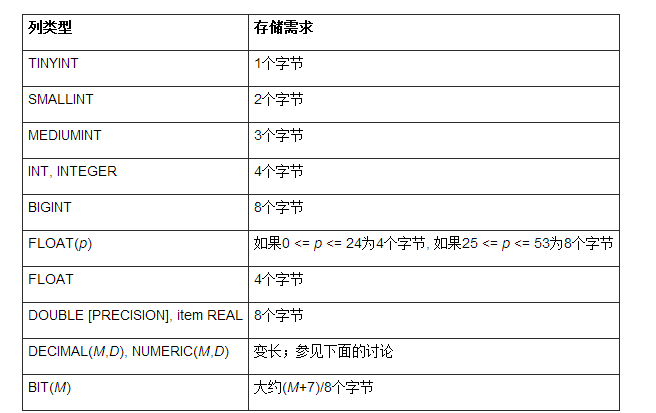 列类型 存储需求
TINYINT 1个字节
SMALLINT 2个字节
MEDIUMINT 3个字节
INT, INTEGER 4个字节
BIGINT 8个字节
FLOAT(p) 如果0 <= p <= 24为4个字节, 如果25 <= p <= 53为8个字节
FLOAT 4个字节
DOUBLE [PRECISION], item REAL 8个字节
DECIMAL(M,D), NUMERIC(M,D) 变长；参见下面的讨论
BIT(M) 大约(M+7)/8个字节